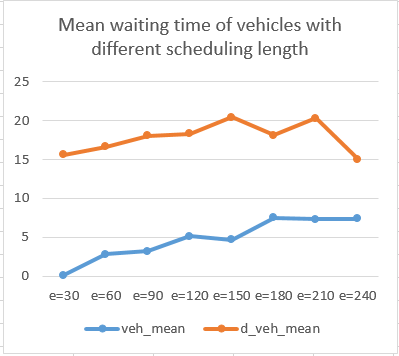 Mean waiting time of vehicles with
different scheduling length
25
20
15
10
5
0
e=30 e=60 e=90 e=120 e=150 e=180 e=210 e=240
veh_mean d_veh_mean